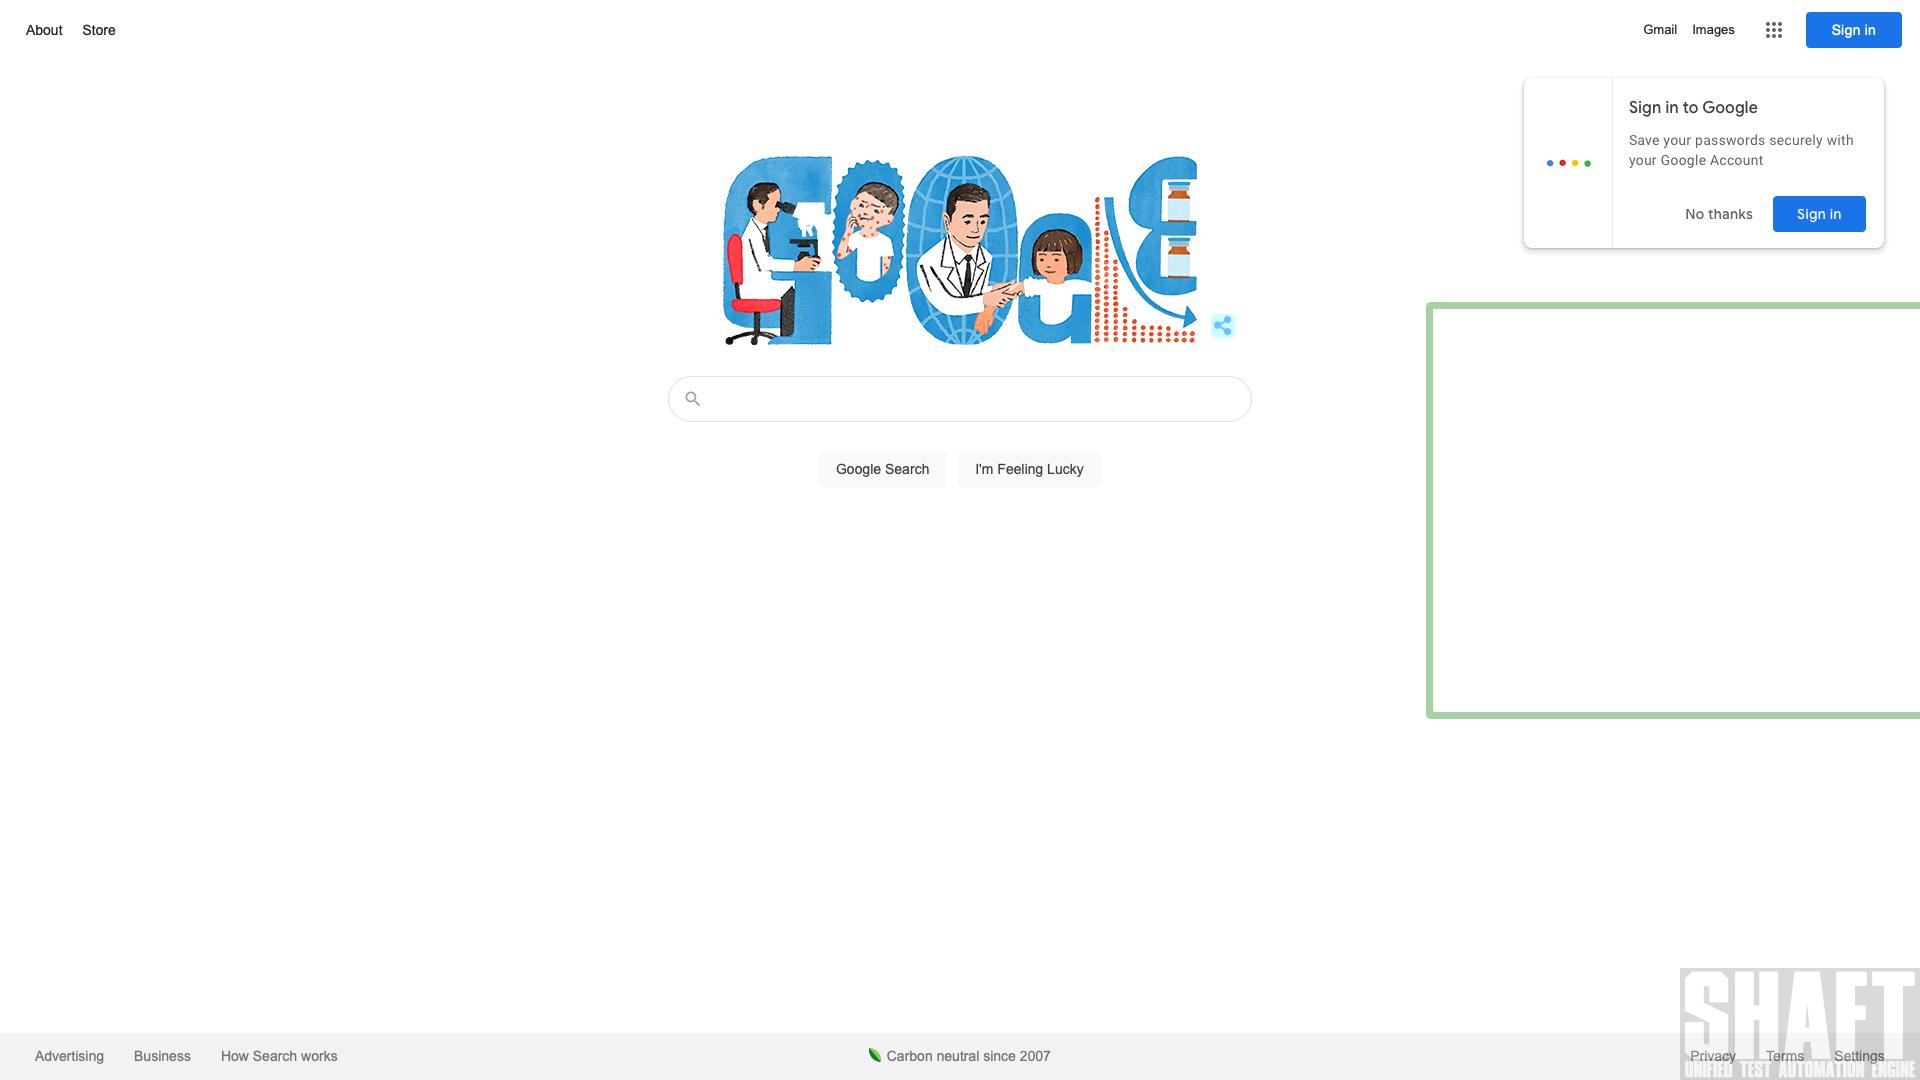 About Store
Gmail Images Sign in
Sign in to Google
Save your passwords securely with
your Google Account
No thanks Sign in
Google
Google Search I'm Feeling Lucky
Advertising Business How Search works
Carbon neutral since 2007
Privacy Terms Settings
SHAFT
UNIFIED TEST AUTOMATION ENGINE